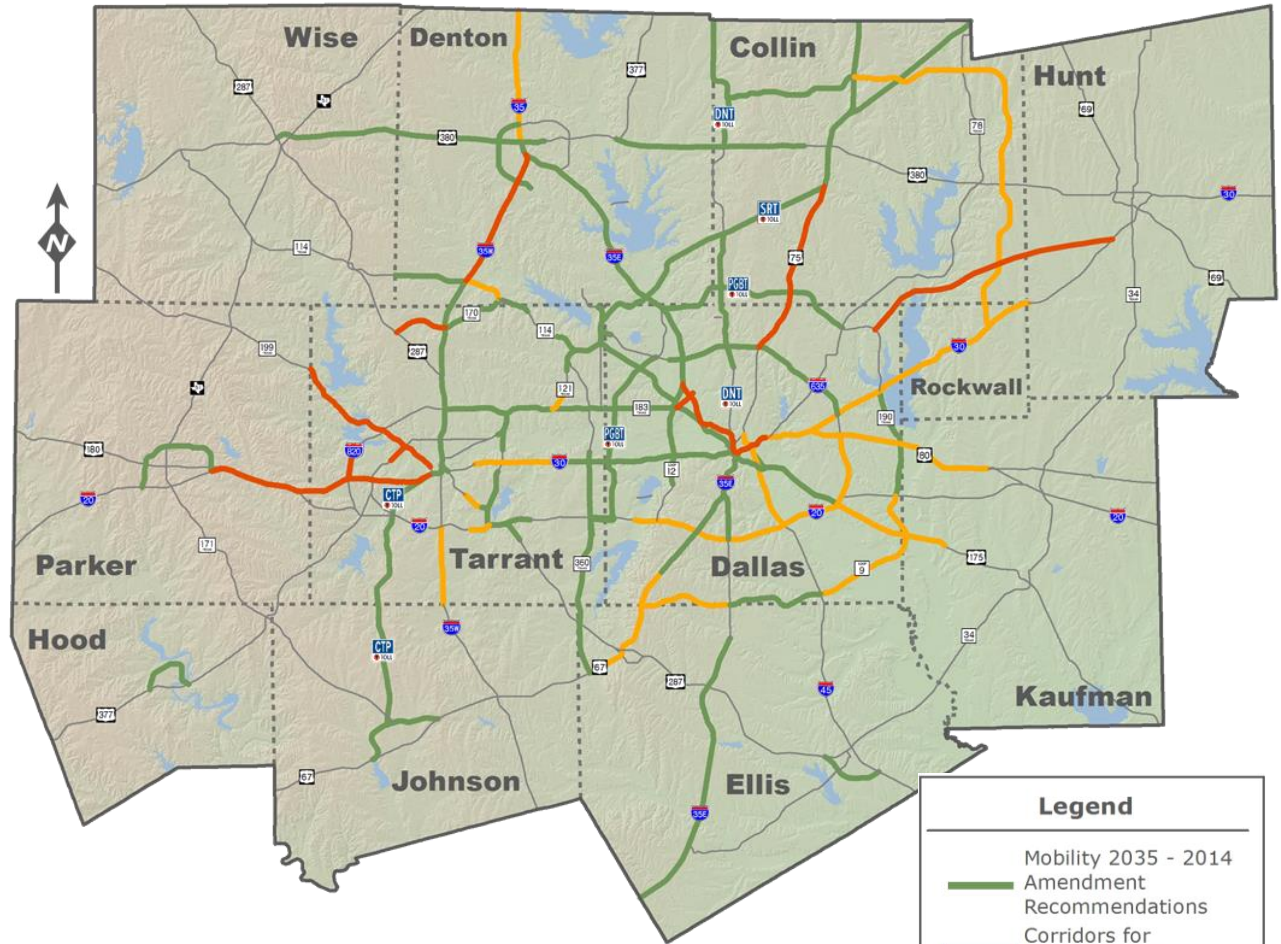 Wise
Denton
Collin
Hunt
287
377
69
35
DNT
TOLL
78
380
380
30
SRT
TOLL
114
35W
35E
75
69
PGBT
TOLL
34
170
114
199
287
30
Rockwall
635
121
DNT
TOLL
183
190
PGBT
TOLL
180
820
30
80
LOOP
12
35E
20
CTP
TOLL
20
20
20
171
Parker
Tarrant
360
Dallas
LOOP
9
175
Hood
35W
34
CTP
TOLL
67
287
45
Kaufman
377
67
Johnson
Ellis
35E
N
Legend
Mobility 2035 - 2014
Amendment
Recommendations
Corridors for